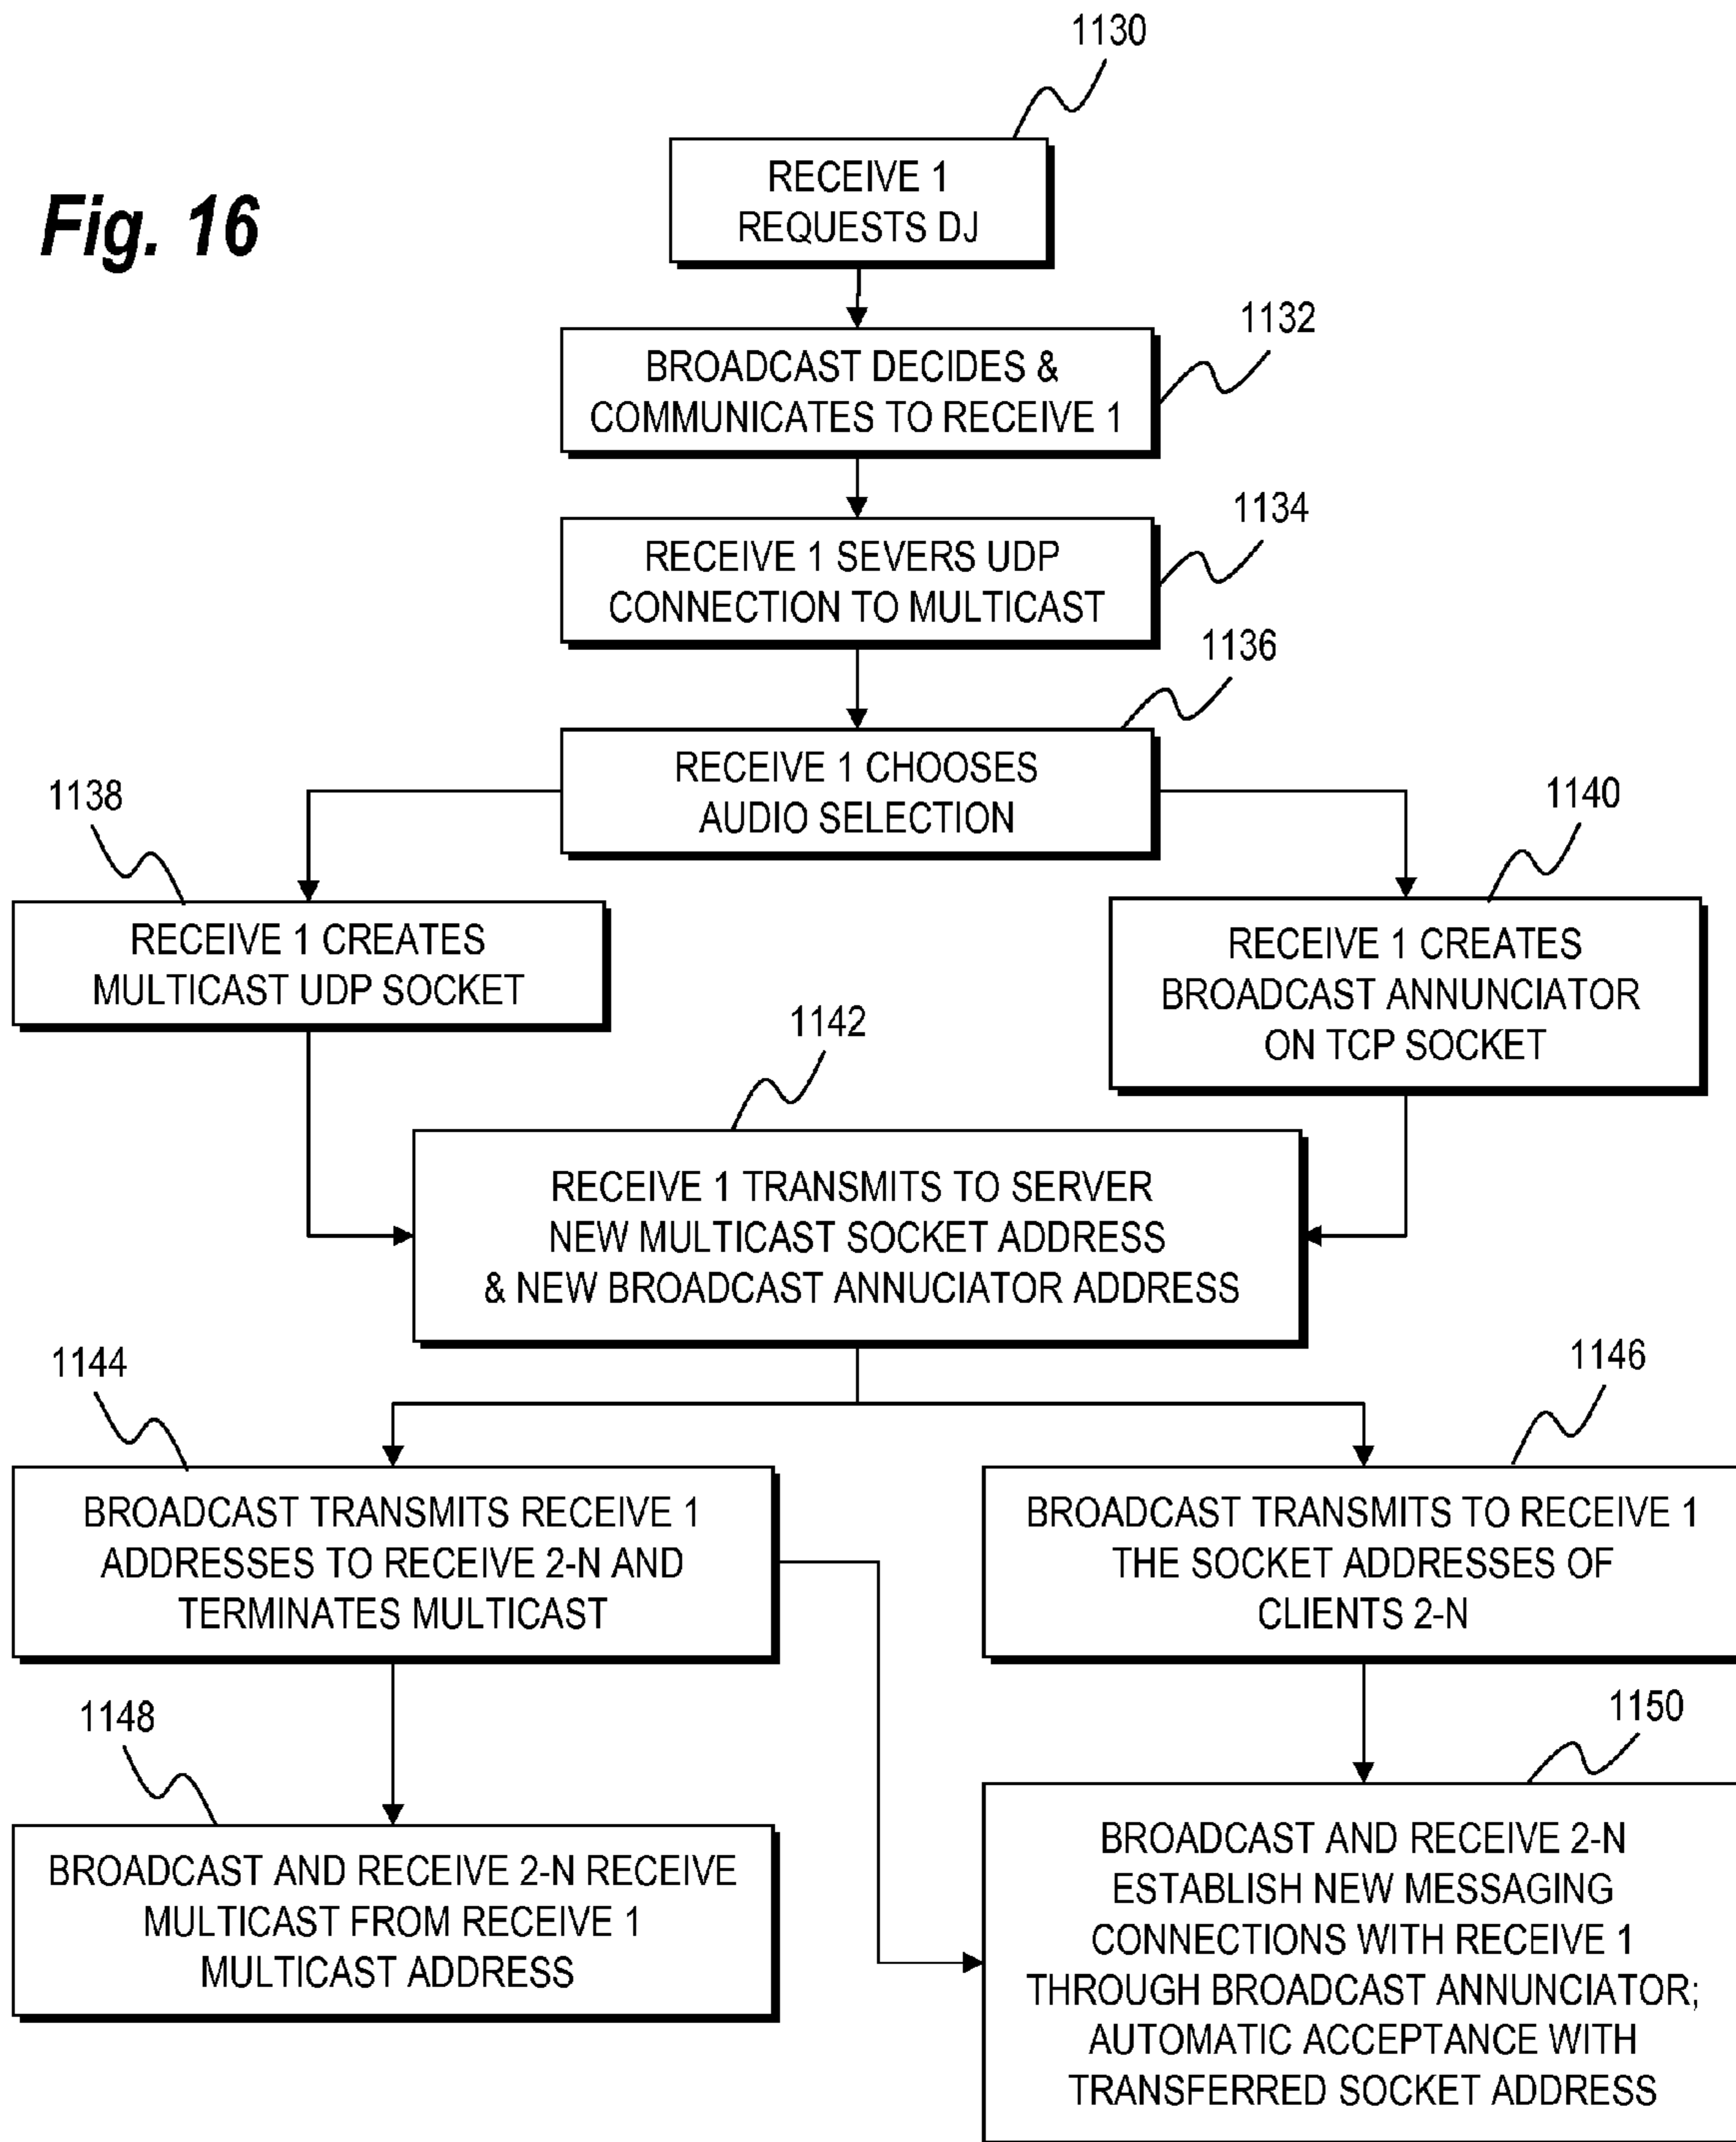 Fig. 16
1130
RECEIVE 1
REQUESTS DJ
1132
BROADCAST DECIDES &
COMMUNICATES TO RECEIVE 1
1134
RECEIVE 1 SEVERS UDP
CONNECTION TO MULTICAST
1136
RECEIVE 1 CHOOSES
AUDIO SELECTION
1138
RECEIVE 1 CREATES
MULTICAST UDP SOCKET
1140
RECEIVE 1 CREATES
BROADCAST ANNUNCIATOR
ON TCP SOCKET
1142
RECEIVE 1 TRANSMITS TO SERVER
NEW MULTICAST SOCKET ADDRESS
& NEW BROADCAST ANNUCIATOR ADDRESS
1144
BROADCAST TRANSMITS RECEIVE 1
ADDRESSES TO RECEIVE 2-N AND
TERMINATES MULTICAST
1146
BROADCAST TRANSMITS TO RECEIVE 1
THE SOCKET ADDRESSES OF
CLIENTS 2-N
1148
BROADCAST AND RECEIVE 2-N RECEIVE
MULTICAST FROM RECEIVE 1
MULTICAST ADDRESS
1150
BROADCAST AND RECEIVE 2-N
ESTABLISH NEW MESSAGING
CONNECTIONS WITH RECEIVE 1
THROUGH BROADCAST ANNUNCIATOR;
AUTOMATIC ACCEPTANCE WITH
TRANSFERRED SOCKET ADDRESS